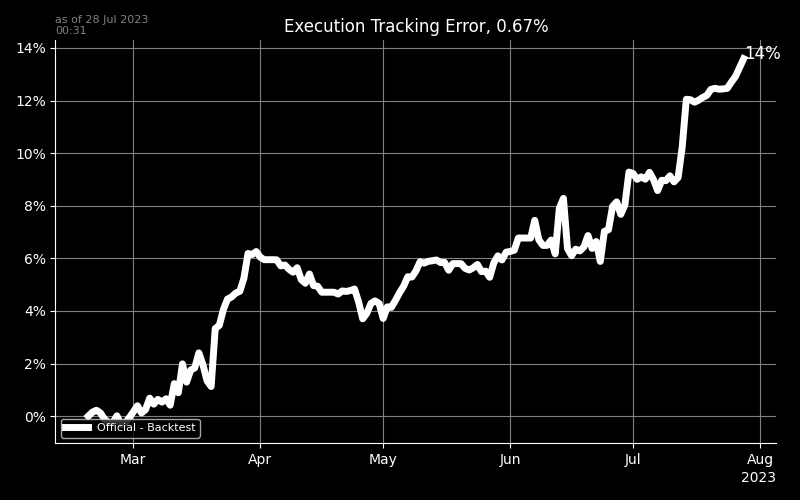 as of 28 Jul 2023
00:31
Execution Tracking Error, 0.67%
14%
14%
12%
10%
8%
6%
4%
2%
0%
Official - Backtest
Mar
Apr
May
Jun
Jul
Aug
2023